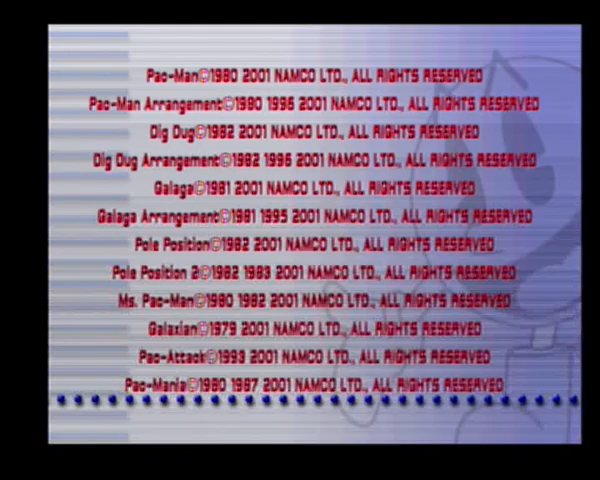 Pac-Man©1980 2001 NAMCO LTD., ALL RIGHTS RESERVED
Pac-Man Arrangement©1980 1996 2001 NAMCO LTD., ALL RIGHTS RESERVED
Dig Dug©1982 2001 NAMCO LTD., ALL RIGHTS RESERVED
Dig Dug Arrangement©1982 1996 2001 NAMCO LTD., ALL RIGHTS RESERVED
Galaga©1981 2001 NAMCO LTD., ALL RIGHTS RESERVED
Galaga Arrangement©1981 1995 2001 NAMCO LTD., ALL RIGHTS RESERVED
Pole Position©1982 2001 NAMCO LTD., ALL RIGHTS RESERVED
Pole Position 2©1982 1983 2001 NAMCO LTD., ALL RIGHTS RESERVED
Ms. Pac-Man©1980 1982 2001 NAMCO LTD., ALL RIGHTS RESERVED
Galaxian©1979 2001 NAMCO LTD., ALL RIGHTS RESERVED
Pac-Attack©1993 2001 NAMCO LTD., ALL RIGHTS RESERVED
Pac-Mania©1980 1987 2001 NAMCO LTD., ALL RIGHTS RESERVED